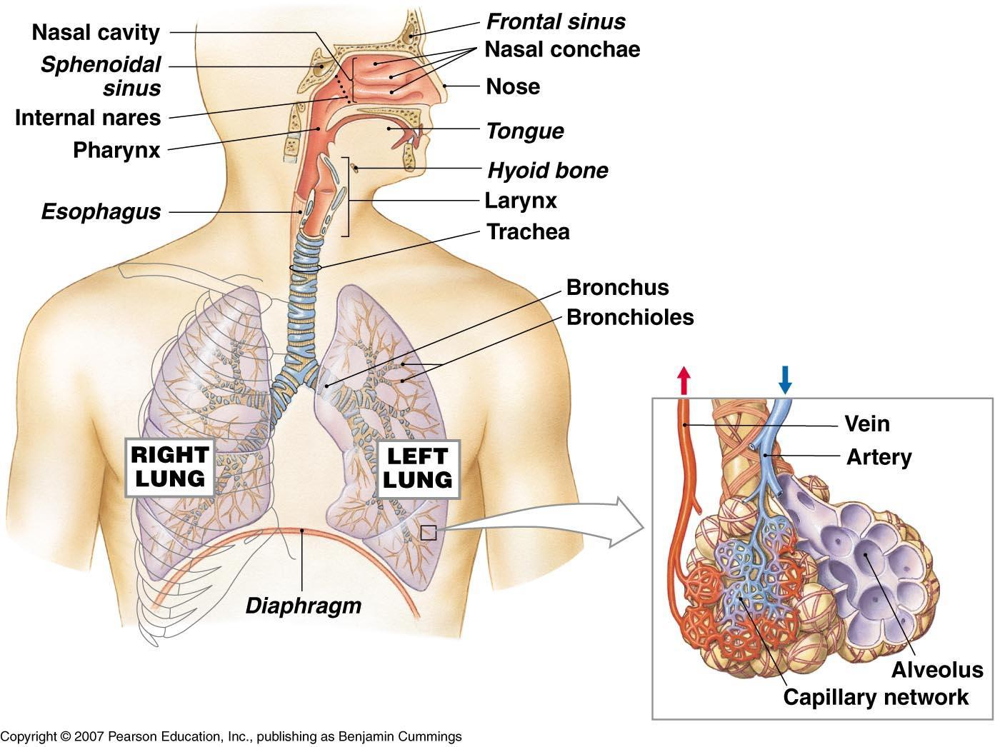 Nasal cavity
Sphenoidal
sinus
Internal nares
Pharynx
Esophagus
Frontal sinus
Nasal conchae
Nose
Tongue
Hyoid bone
Larynx
Trachea
Bronchus
Bronchioles
RIGHT
LUNG
LEFT
LUNG
Diaphragm
Vein
Artery
Alveolus
Capillary network
Copyright © 2007 Pearson Education, Inc., publishing as Benjamin Cummings